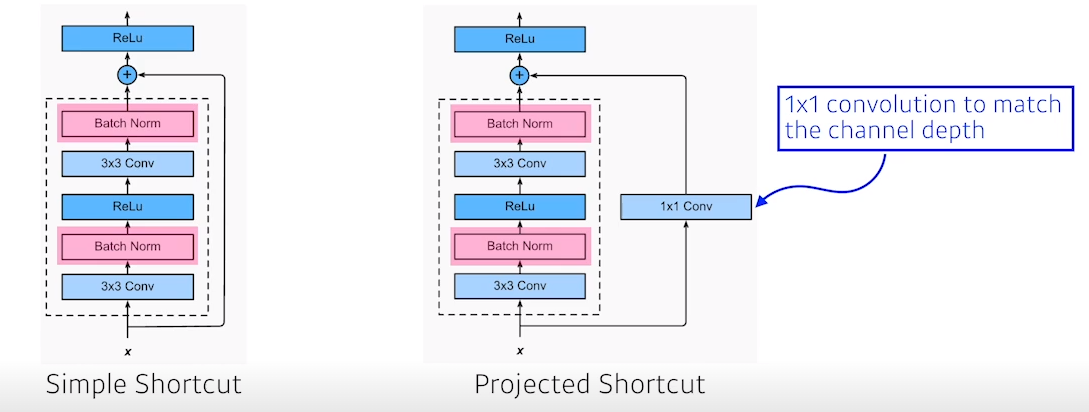 ReLu
+
Batch Norm
3x3 Conv
ReLu
Batch Norm
3x3 Conv
x
Simple Shortcut
ReLu
+
Batch Norm
3x3 Conv
ReLu
Batch Norm
3x3 Conv
x
1x1 Conv
Projected Shortcut
1x1 convolution to match
the channel depth